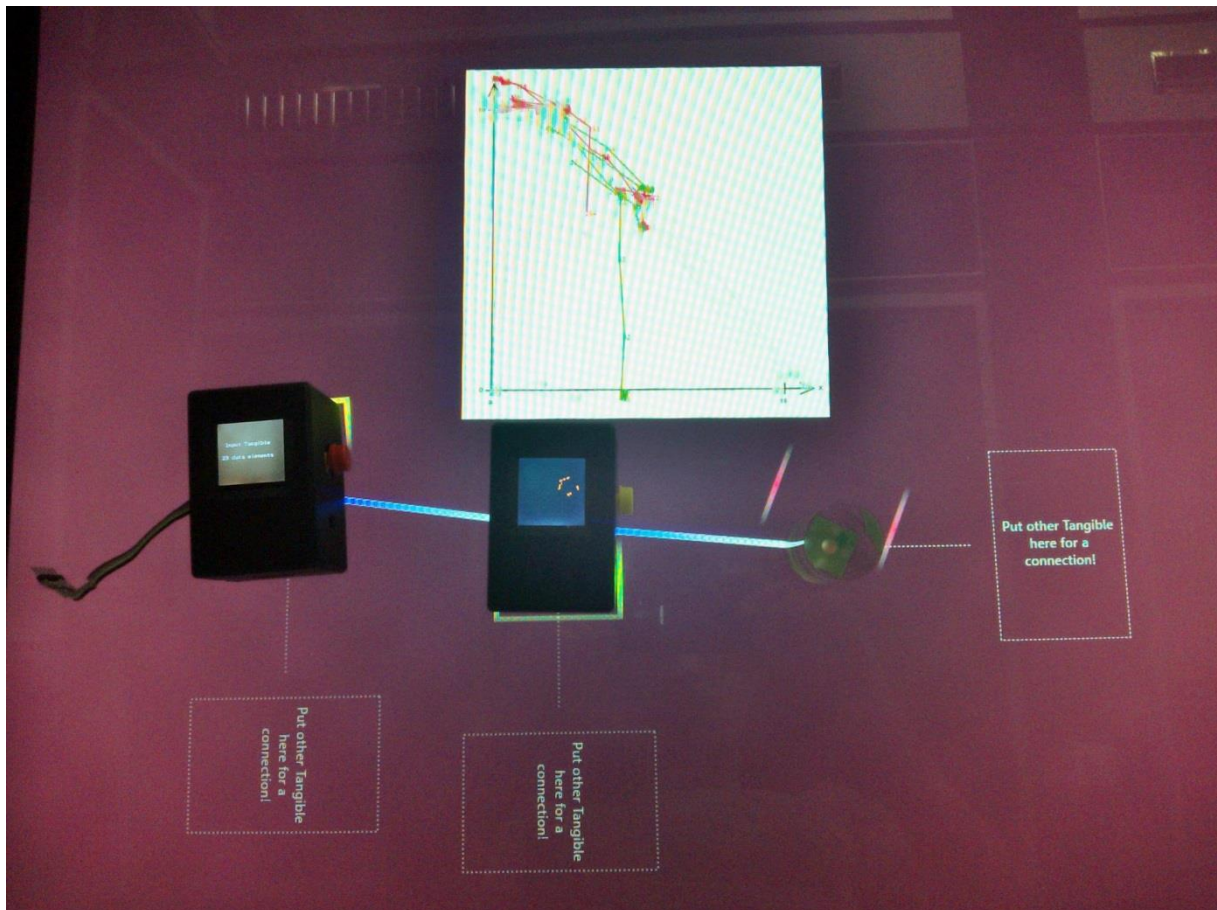 Input Tangible
20 data elements
0
x
Put other Tangible
here for a
connection!
Put other Tangible
here for a
connection!
Put other Tangible
here for a
connection!